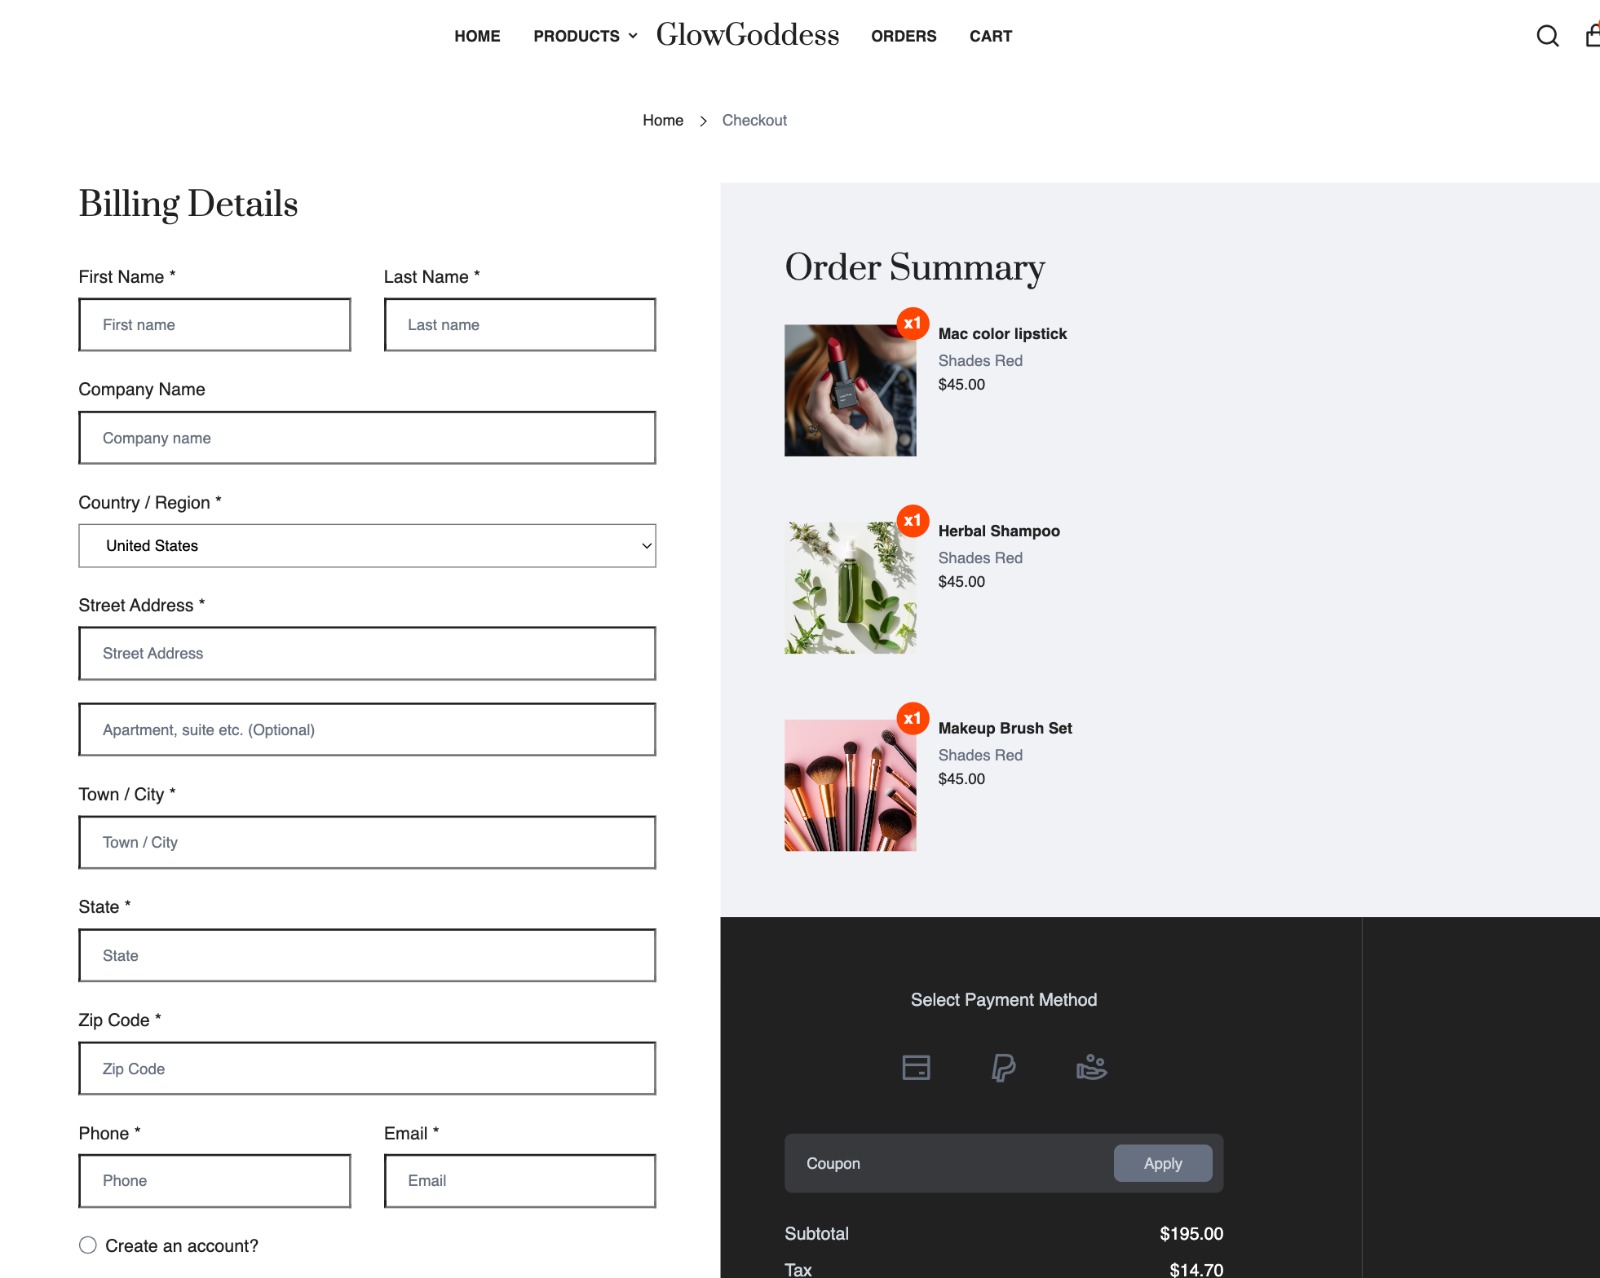 HOME PRODUCTS GlowGoddess ORDERS CART
Home > Checkout
Billing Details
First Name * Last Name *
First name Last name
Company Name
Company name
Country / Region *
United States
Street Address *
Street Address
Apartment, suite etc. (Optional)
Town / City *
Town / City
State *
State
Zip Code *
Zip Code
Phone * Email *
Phone Email
Create an account?
Order Summary
x1
Mac color lipstick
Shades Red
$45.00
x1
Herbal Shampoo
Shades Red
$45.00
x1
Makeup Brush Set
Shades Red
$45.00
Select Payment Method
Coupon Apply
Subtotal $195.00
Tax $14.70